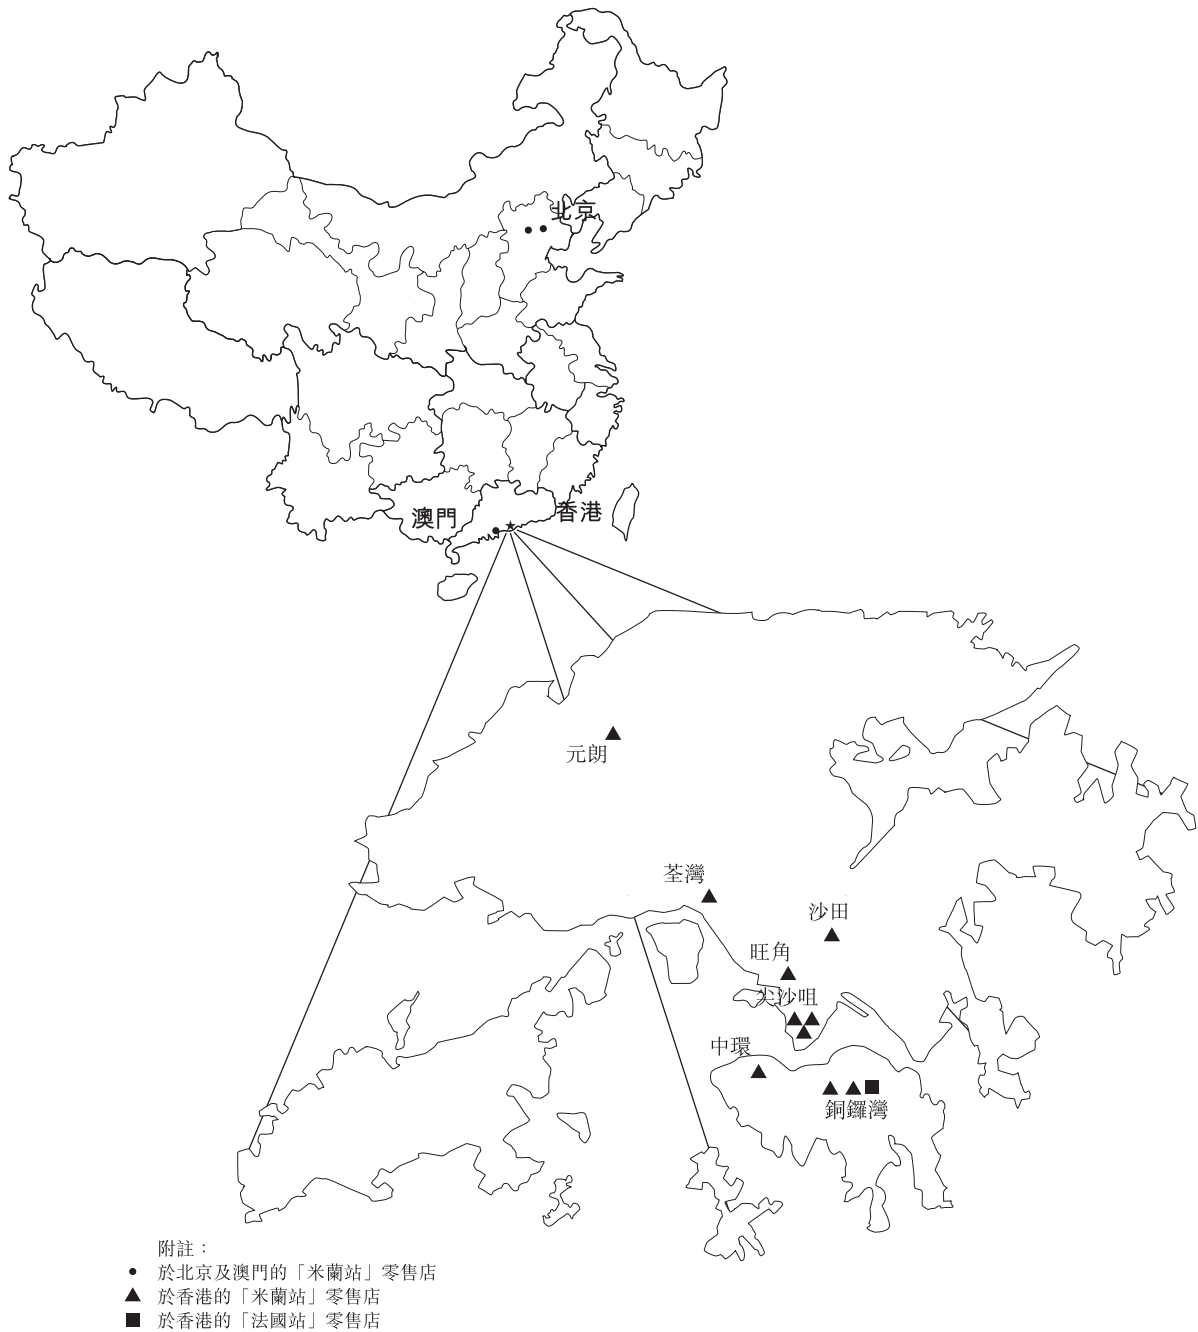 北京
澳門
香港
元朗
荃灣
沙田
旺角
尖沙咀
中環
銅鑼灣
附註：
於北京及澳門的「米蘭站」零售店
於香港的「米蘭站」零售店
於香港的「法國站」零售店